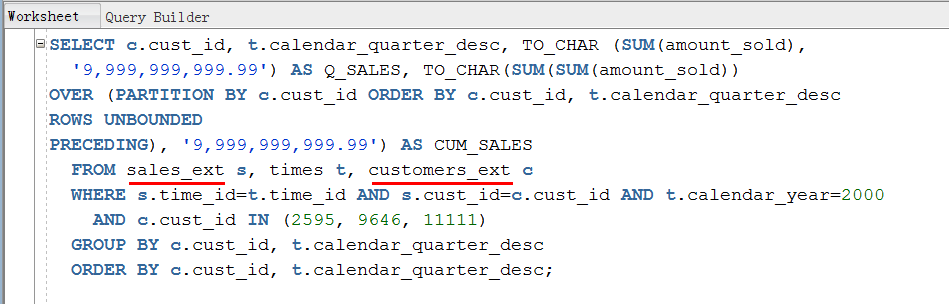 Worksheet Query Builder
SELECT c.cust_id, t.calendar_quarter_desc, TO_CHAR (SUM(amount_sold),
'9,999,999,999.99') AS Q_SALES, TO_CHAR(SUM(SUM(amount_sold))
OVER (PARTITION BY c.cust_id ORDER BY c.cust_id, t.calendar_quarter_desc
ROWS UNBOUNDED
PRECEDING), '9,999,999,999.99') AS CUM_SALES
FROM sales_ext s, times t, customers_ext c
WHERE s.time_id=t.time_id AND s.cust_id=c.cust_id AND t.calendar_year=2000
AND c.cust_id IN (2595, 9646, 11111)
GROUP BY c.cust_id, t.calendar_quarter_desc
ORDER BY c.cust_id, t.calendar_quarter_desc;